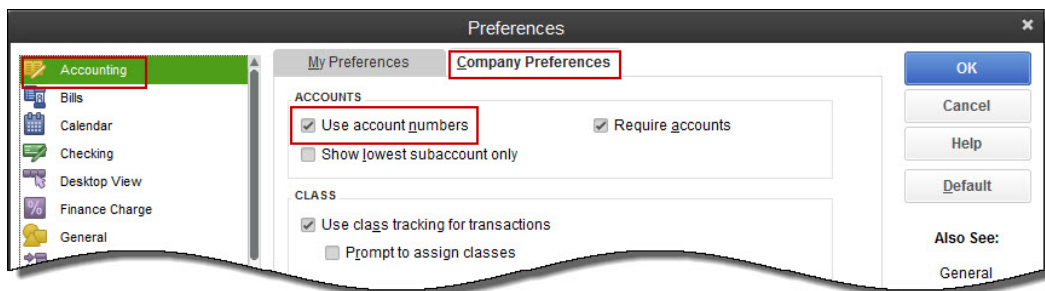 Preferences
Accounting
Bills
Calendar
Checking
Desktop View
Finance Charge
General
My Preferences
Company Preferences
ACCOUNTS
Use account numbers
Require accounts
Show lowest subaccount only
CLASS
Use class tracking for transactions
Prompt to assign classes
OK
Cancel
Help
Default
Also See:
General